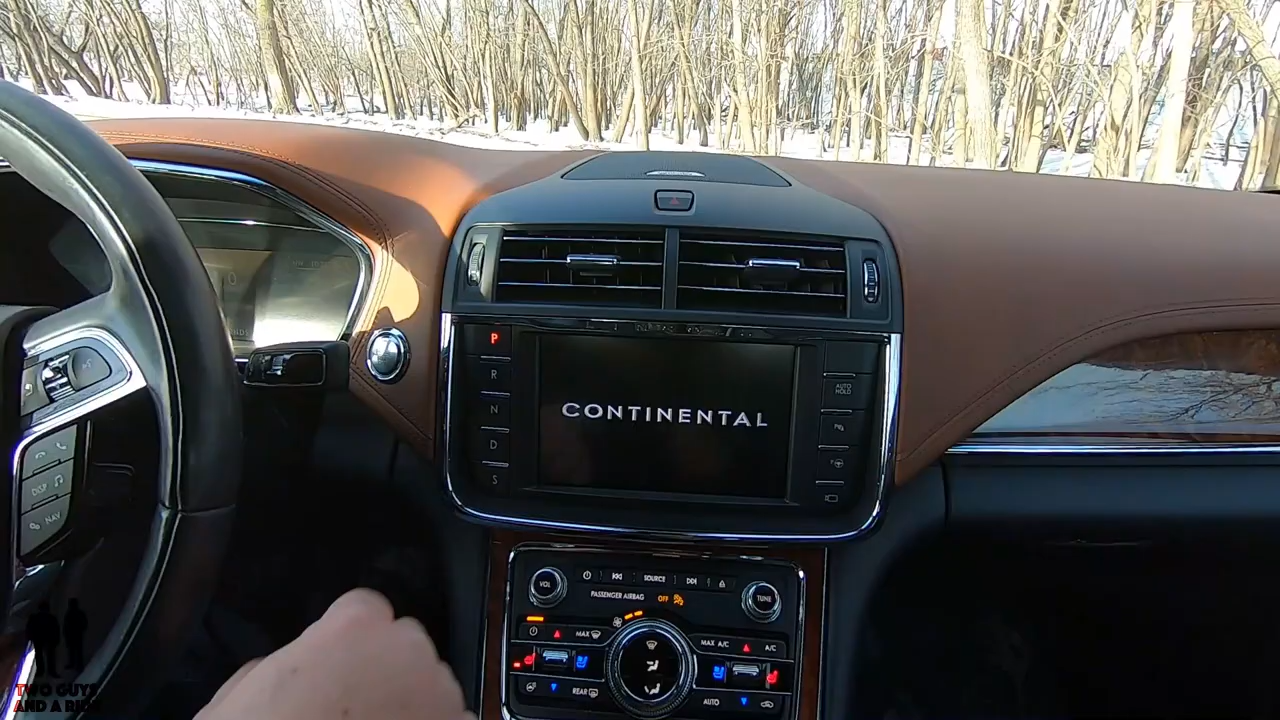 P
R
N
D
S
CONTINENTAL
AUTO
HOLD
DISP
NAV
VOL
SOURCE
TUNE
PASSENGER AIRBAG OFF
MAX
MAX A/C
A/C
REAR
AUTO
TWO GUYS
AND A RIDE